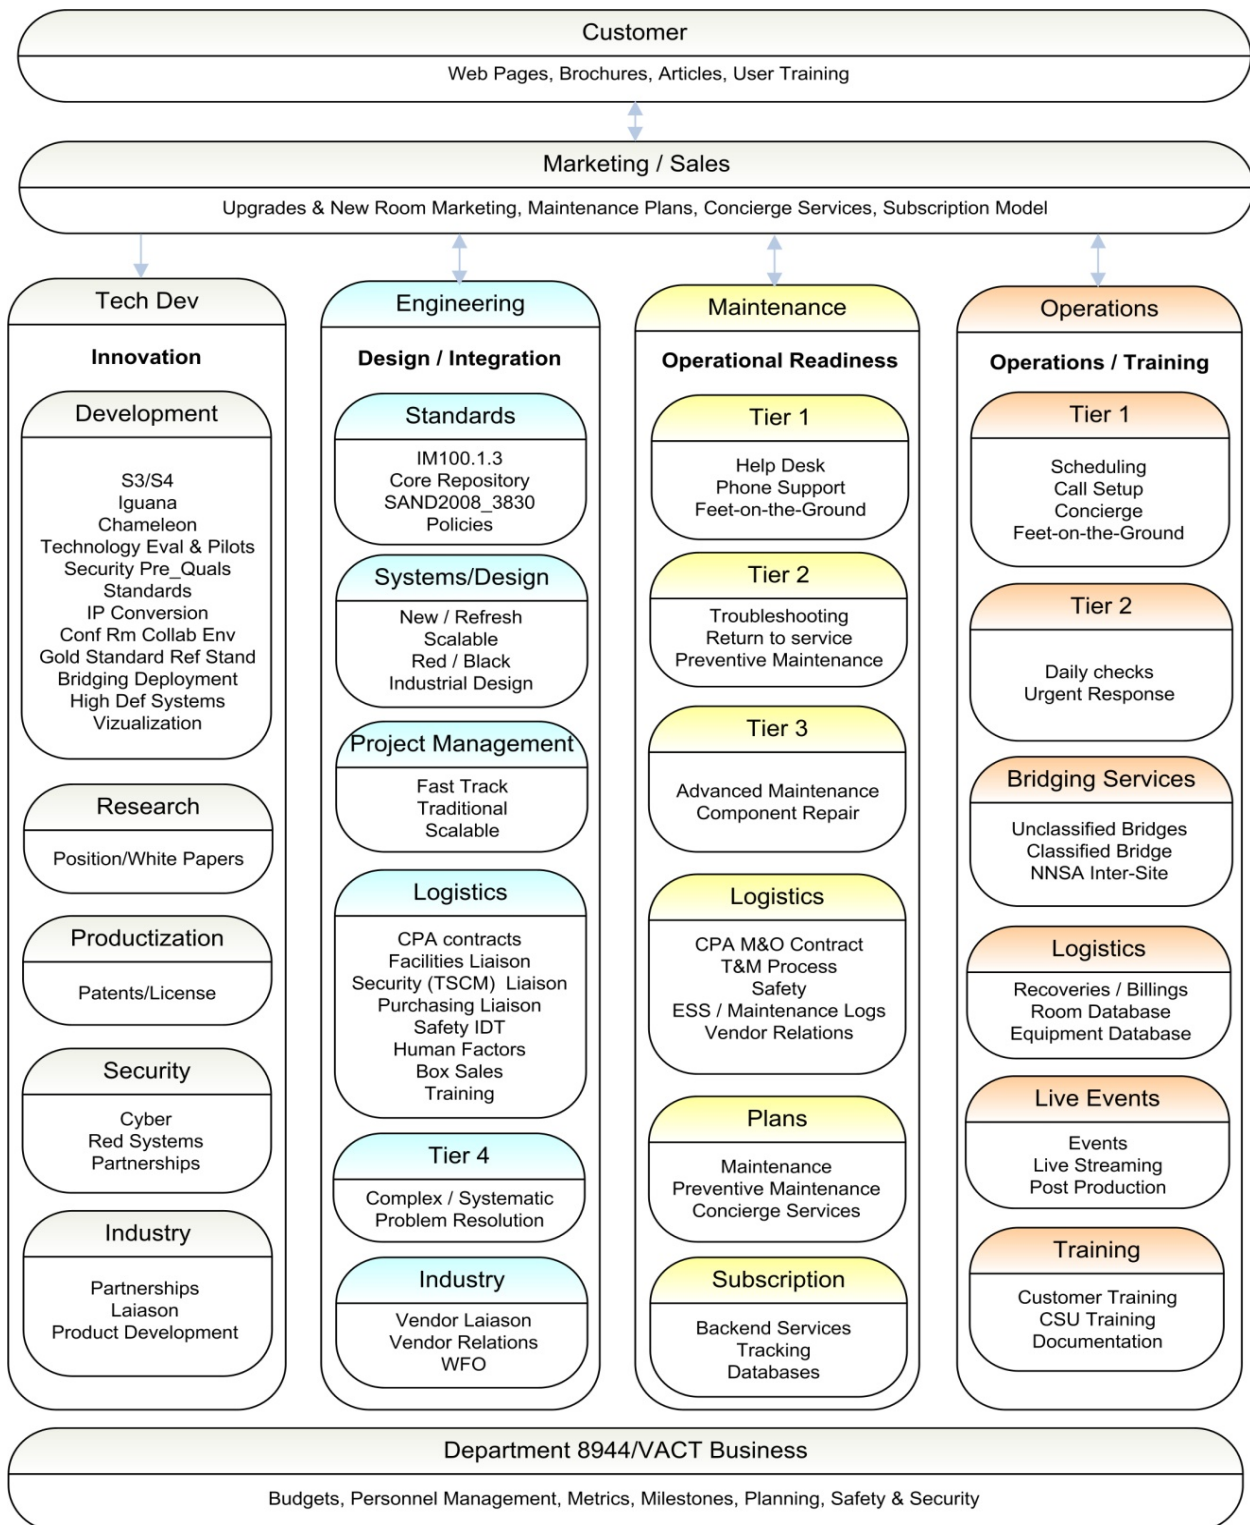 Customer
Web Pages, Brochures, Articles, User Training
Marketing / Sales
Upgrades & New Room Marketing, Maintenance Plans, Concierge Services, Subscription Model
Tech Dev
Innovation
Development
S3/S4
Iguana
Chameleon
Technology Eval & Pilots
Security Pre_Quals
Standards
IP Conversion
Conf Rm Collab Env
Gold Standard Ref Stand
Bridging Deployment
High Def Systems
Vizualization
Research
Position/White Papers
Productization
Patents/License
Security
Cyber
Red Systems
Partnerships
Industry
Partnerships
Laiason
Product Development
Engineering
Design / Integration
Standards
IM100.1.3
Core Repository
SAND2008_3830
Policies
Systems/Design
New / Refresh
Scalable
Red / Black
Industrial Design
Project Management
Fast Track
Traditional
Scalable
Logistics
CPA contracts
Facilities Liaison
Security (TSCM)  Liaison
Purchasing Liaison
Safety IDT
Human Factors
Box Sales
Training
Tier 4
Complex / Systematic
Problem Resolution
Industry
Vendor Laiason
Vendor Relations
WFO
Maintenance
Operational Readiness
Tier 1
Help Desk
Phone Support
Feet-on-the-Ground
Tier 2
Troubleshooting
Return to service
Preventive Maintenance
Tier 3
Advanced Maintenance
Component Repair
Logistics
CPA M&O Contract
T&M Process
Safety
ESS / Maintenance Logs
Vendor Relations
Plans
Maintenance
Preventive Maintenance
Concierge Services
Subscription
Backend Services
Tracking
Databases
Operations
Operations / Training
Tier 1
Scheduling
Call Setup
Concierge
Feet-on-the-Ground
Tier 2
Daily checks
Urgent Response
Bridging Services
Unclassified Bridges
Classified Bridge
NNSA Inter-Site
Logistics
Recoveries / Billings
Room Database
Equipment Database
Live Events
Events
Live Streaming
Post Production
Training
Customer Training
CSU Training
Documentation
Department 8944/VACT Business
Budgets, Personnel Management, Metrics, Milestones, Planning, Safety & Security